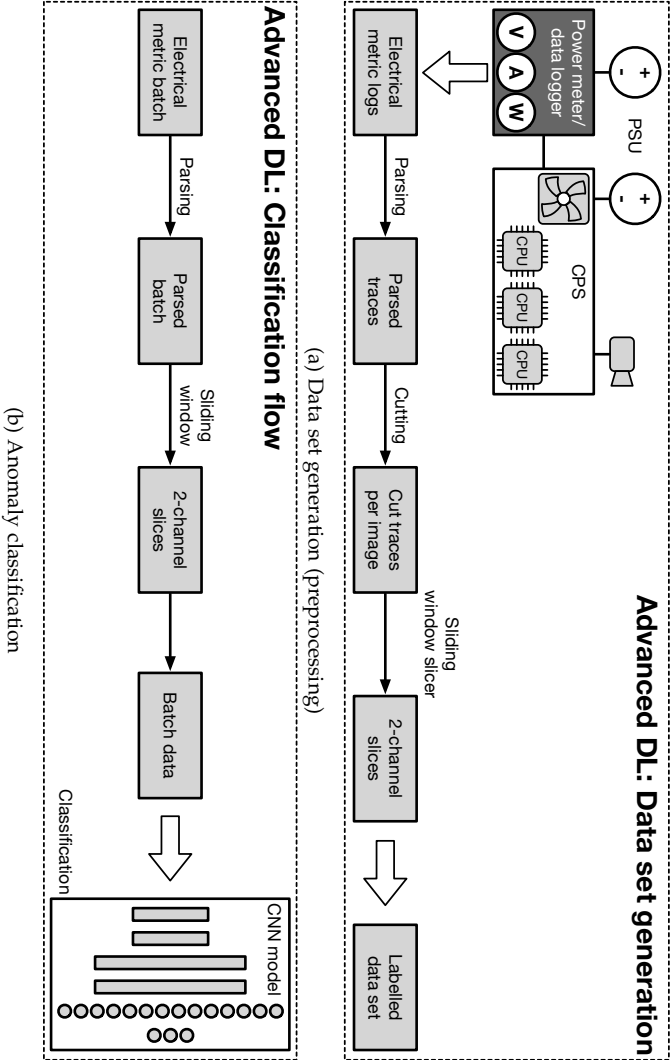 Advanced DL: Data set generation
+
-
PSU
+
-
Power meter/
data logger
V A W
CPS
CPU
CPU
CPU
Electrical
metric logs
Parsing
Parsed
traces
Cutting
Cut traces
per image
Sliding
window slicer
2-channel
slices
Labelled
data set
(a) Data set generation (preprocessing)
Advanced DL: Classification flow
Electrical
metric batch
Parsing
Parsed
batch
Sliding
window
2-channel
slices
Batch data
CNN model
Classification
(b) Anomaly classification